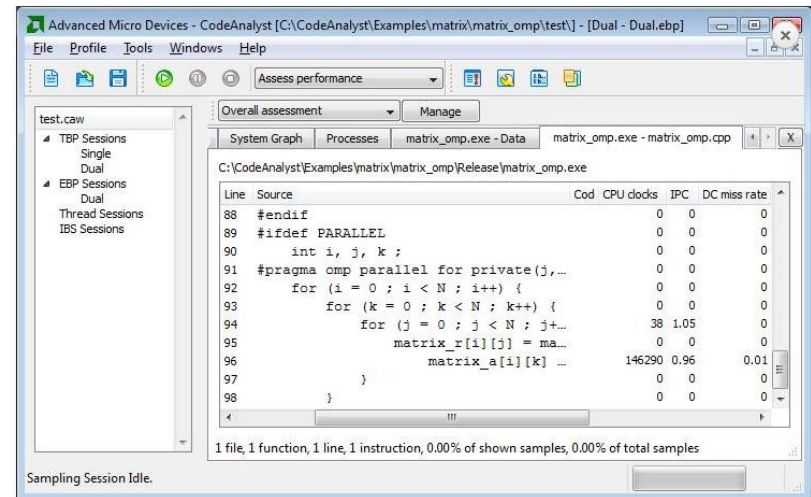 Advanced Micro Devices - CodeAnalyst [C:\CodeAnalyst\Examples\matrix\matrix_omp\test\] - [Dual - Dual.ebp]
File Profile Tools Windows Help
Assess performance
test.caw
TBP Sessions
Single
Dual
EBP Sessions
Dual
Thread Sessions
IBS Sessions
Overall assessment Manage
System Graph Processes matrix_omp.exe - Data matrix_omp.exe - matrix_omp.cpp X
C:\CodeAnalyst\Examples\matrix\matrix_omp\Release\matrix_omp.exe
Line Source Cod CPU clocks IPC DC miss rate
88 #endif 0 0 0
89 #ifdef PARALLEL 0 0 0
90 int i, j, k ; 0 0 0
91 #pragma omp parallel for private(j,... 0 0 0
92 for (i = 0 ; i < N ; i++) { 0 0 0
93 for (k = 0 ; k < N ; k++) { 0 0 0
94 for (j = 0 ; j < N ; j+... 38 1.05 0
95 matrix_r[i][j] = ma... 0 0 0
96 matrix_a[i][k] ... 146290 0.96 0.01
97 } 0 0 0
98 } 0 0 0
1 file, 1 function, 1 line, 1 instruction, 0.00% of shown samples, 0.00% of total samples
Sampling Session Idle.